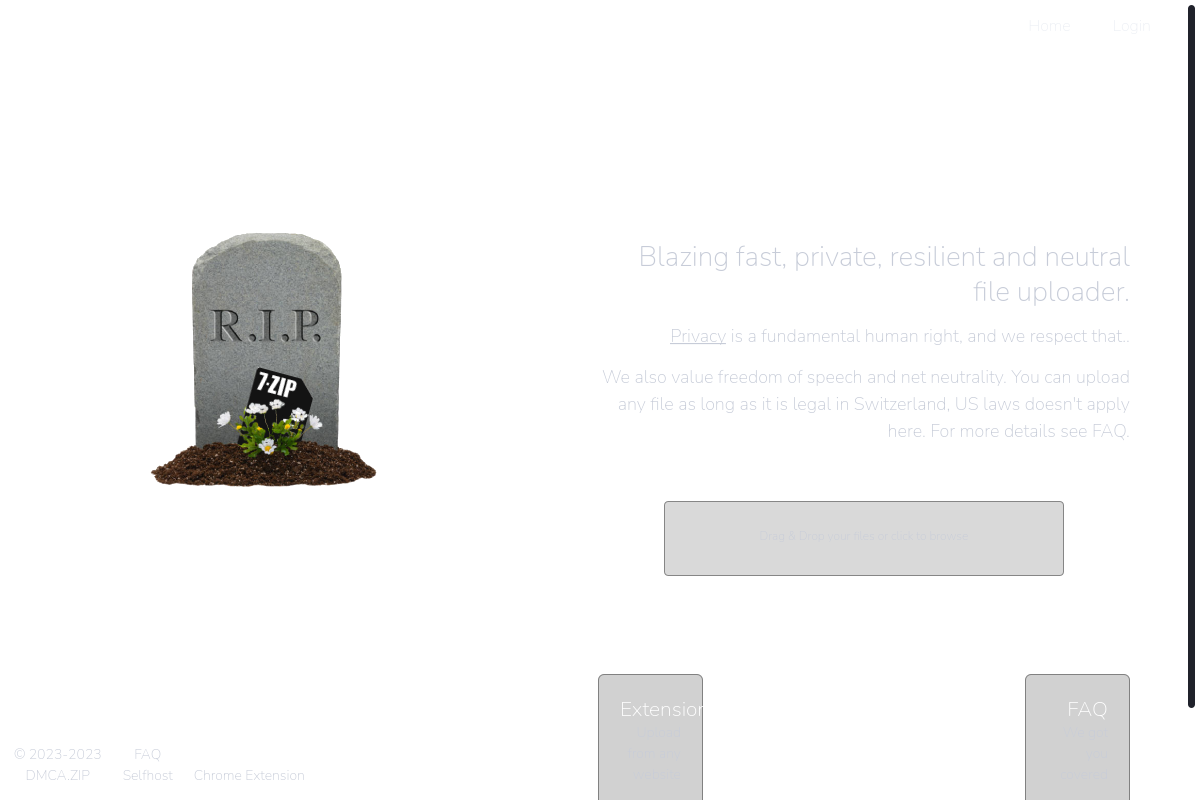 Home Login
Blazing fast, private, resilient and neutral
file uploader.
Privacy is a fundamental human right, and we respect that..
We also value freedom of speech and net neutrality. You can upload
any file as long as it is legal in Switzerland, US laws doesn't apply
here. For more details see FAQ.
R.I.P.
7-ZIP
Drag & Drop your files or click to browse
Extension
FAQ
© 2023-2023 FAQ
DMCA.ZIP Selfhost Chrome Extension